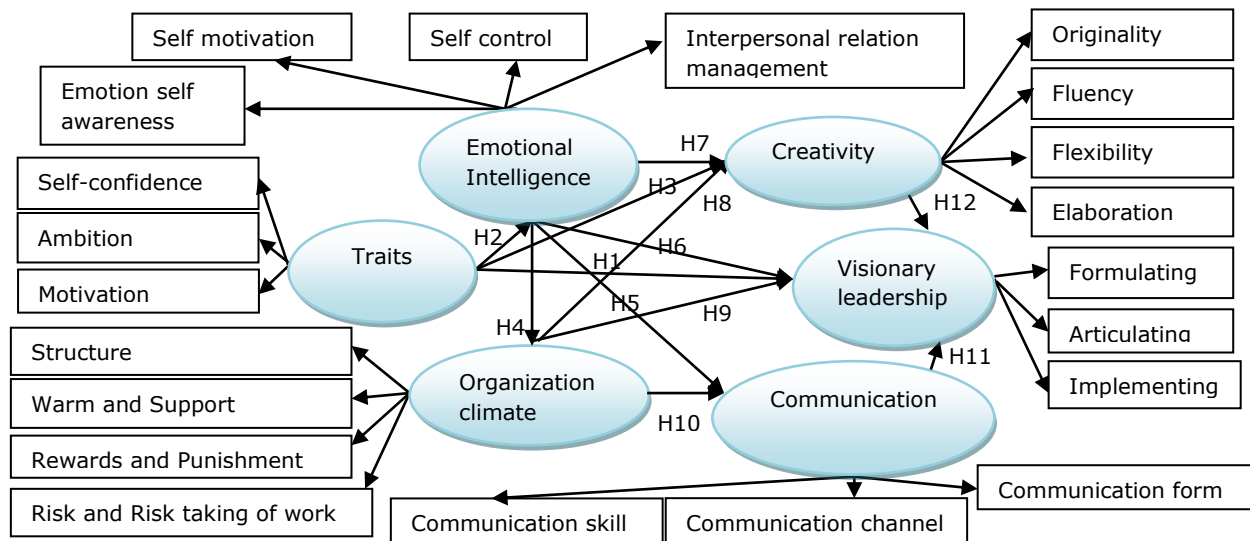 Self motivation
Self control
Interpersonal relation
management
Originality
Emotion self
awareness
Fluency
Emotional
Intelligence
H7
Creativity
Flexibility
Self-confidence
H3
H8
H12
Elaboration
Ambition
Traits
H2
H6
H1
Visionary
leadership
Formulating
Motivation
H5
H9
H4
H11
Articulating
Structure
Organization
climate
H10
Communication
Implementing
Warm and Support
Rewards and Punishment
Risk and Risk taking of work
Communication skill
Communication channel
Communication form